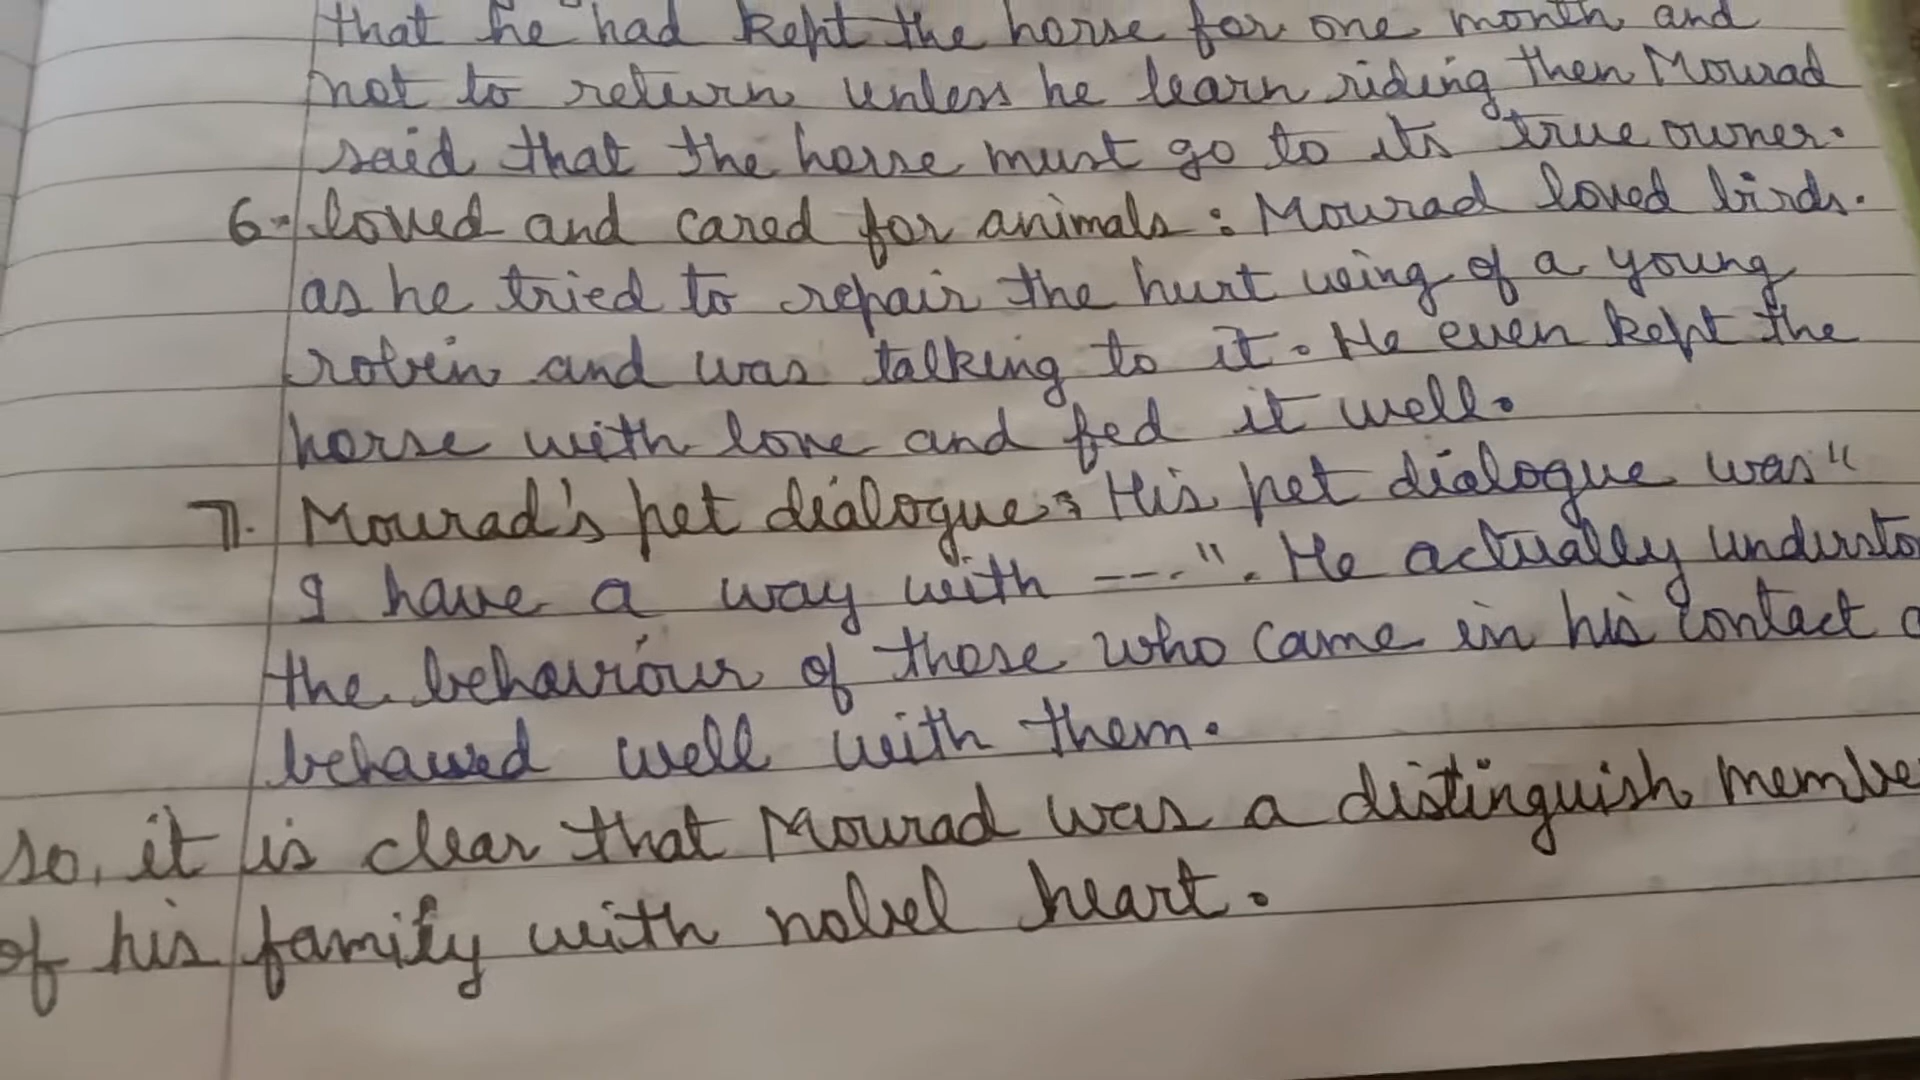 that he had kept the horse for one month and
not to return unless he learn riding then Mourad
said that the horse must go to its true owner.
6- loved and cared for animals : Mourad loved birds.
as he tried to repair the hurt wing of a young
robin and was talking to it. He even kept the
horse with love and fed it well.
7. Mourad's pet dialogue : His pet dialogue was "
I have a way with ---". He actually understo
the behaviour of those who came in his contact a
behaved well with them.
so, it is clear that Mourad was a distinguish membe
of his family with nobel heart.